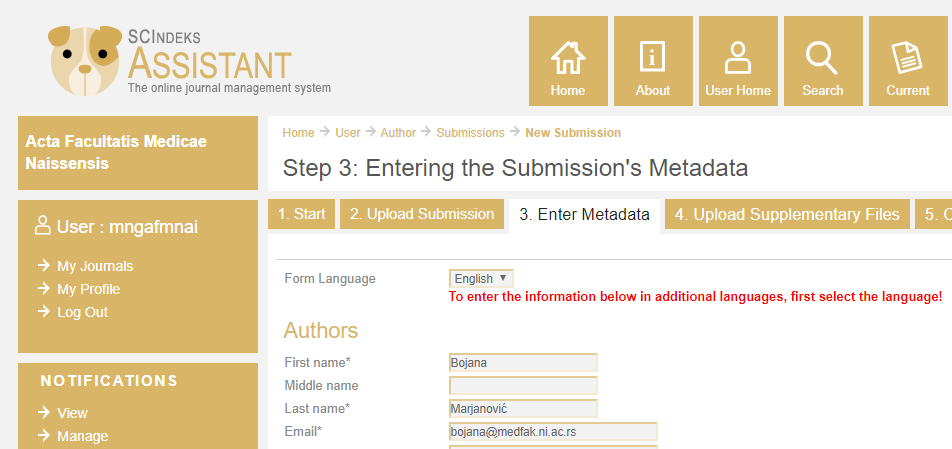 SCINDEKS
ASSISTANT
The online journal management system
Home
About
User Home
Search
Current
Acta Facultatis Medicae
Naissensis
User : mngafmnai
My Journals
My Profile
Log Out
NOTIFICATIONS
View
Manage
Home → User → Author → Submissions → New Submission
Step 3: Entering the Submission's Metadata
1. Start
2. Upload Submission
3. Enter Metadata
4. Upload Supplementary Files
5. C
Form Language
English
To enter the information below in additional languages, first select the language!
Authors
First name* Bojana
Middle name
Last name* Marjanović
Email* bojana@medfak.ni.ac.rs